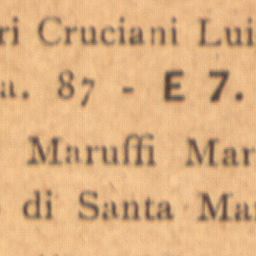 ri Cruciani Lui
a. 87 - E 7.
Maruffi Mar
di Santa Ma